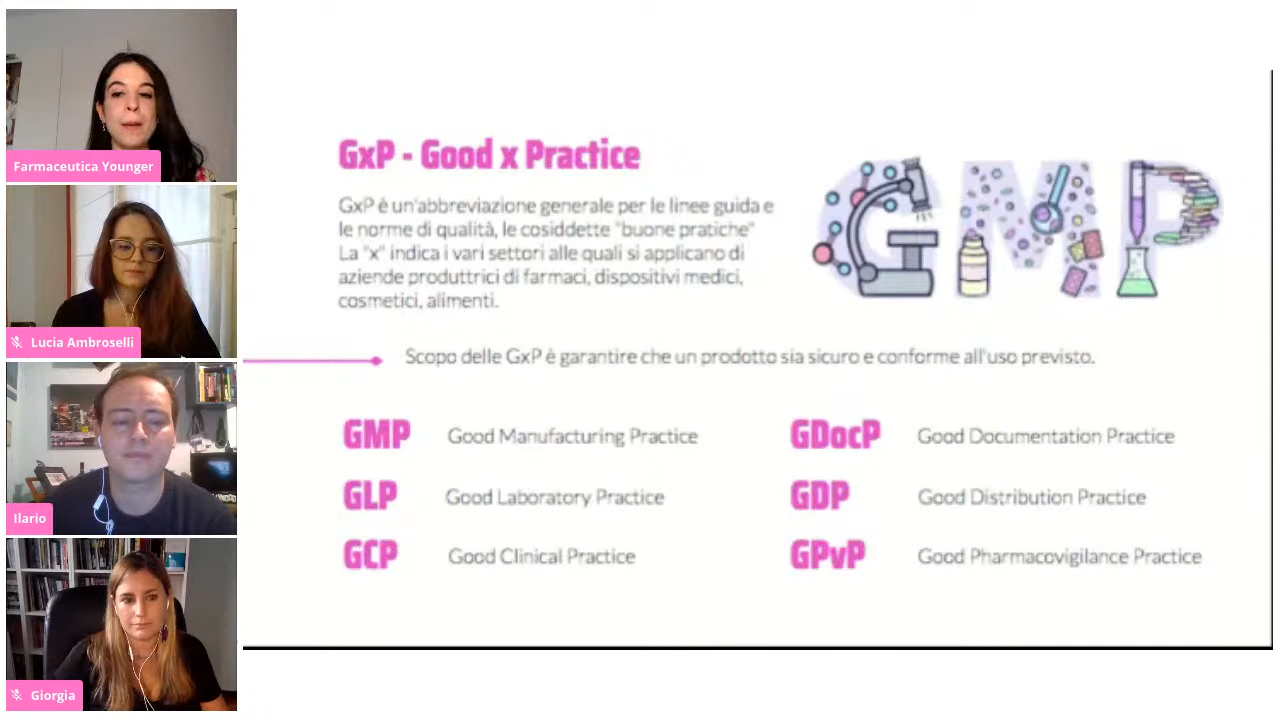 Farmaceutica Younger
Lucia Ambroselli
Ilario
Giorgia
GxP - Good x Practice
GxP è un'abbreviazione generale per le linee guida e
le norme di qualità, le cosiddette "buone pratiche"
La "x" indica i vari settori alle quali si applicano di
aziende produttrici di farmaci, dispositivi medici,
cosmetici, alimenti.
GMP
Scopo delle GxP è garantire che un prodotto sia sicuro e conforme all'uso previsto.
GMP Good Manufacturing Practice
GDocP Good Documentation Practice
GLP Good Laboratory Practice
GDP Good Distribution Practice
GCP Good Clinical Practice
GPvP Good Pharmacovigilance Practice